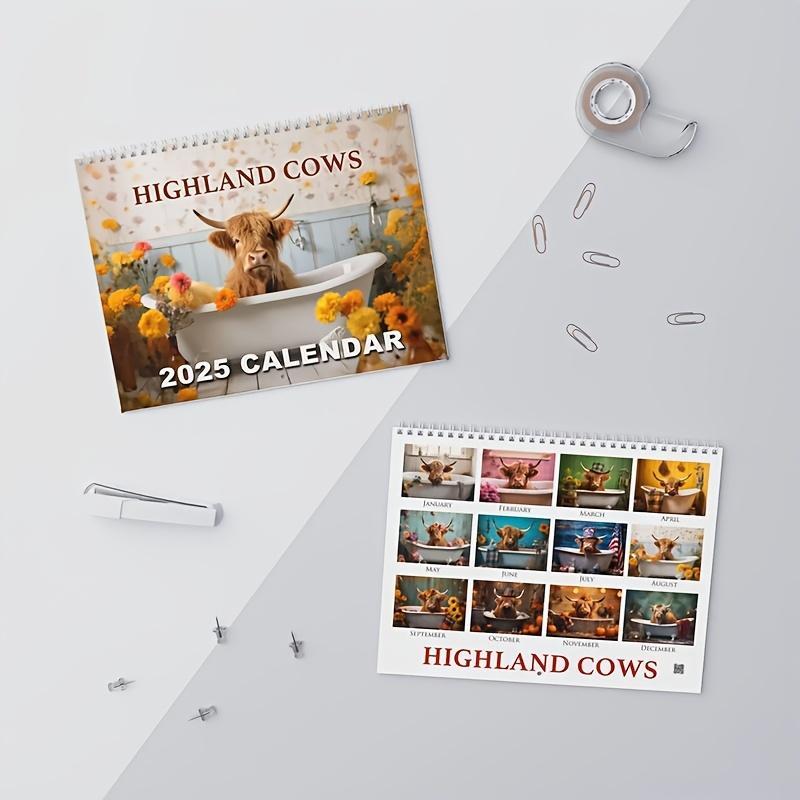 HIGHLAND COWS
2025 CALENDAR
JANUARY
FEBRUARY
MARCH
APRIL
MAY
JUNE
JULY
AUGUST
SEPTEMBER
OCTOBER
NOVEMBER
DECEMBER
HIGHLAND COWS